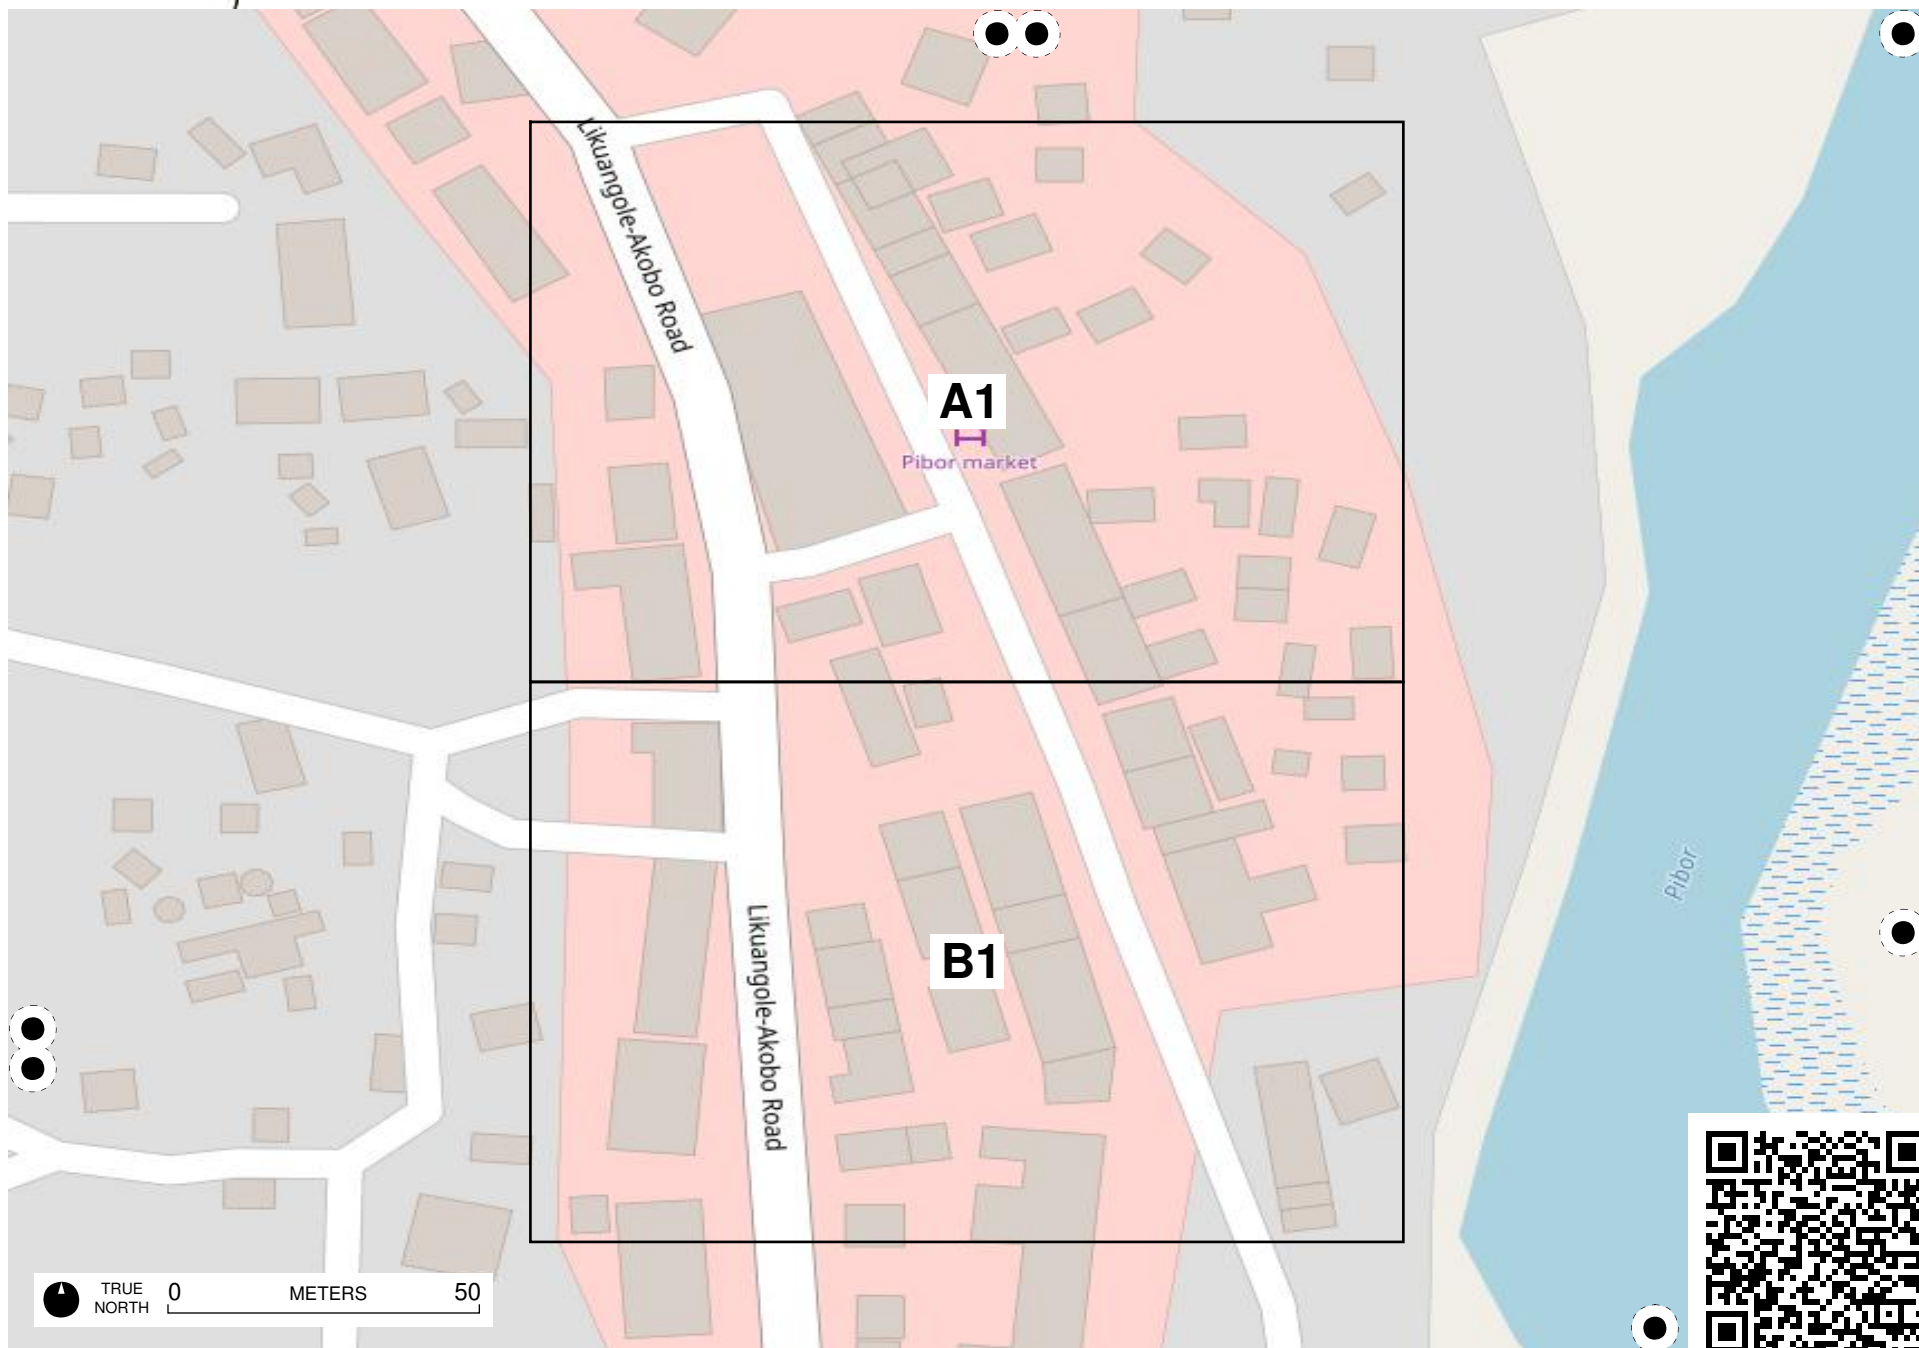 Likuangole-Akobo Road
A1
Pibor market
Pibor
Likuangole-Akobo Road
B1
TRUE NORTH
0 METERS 50